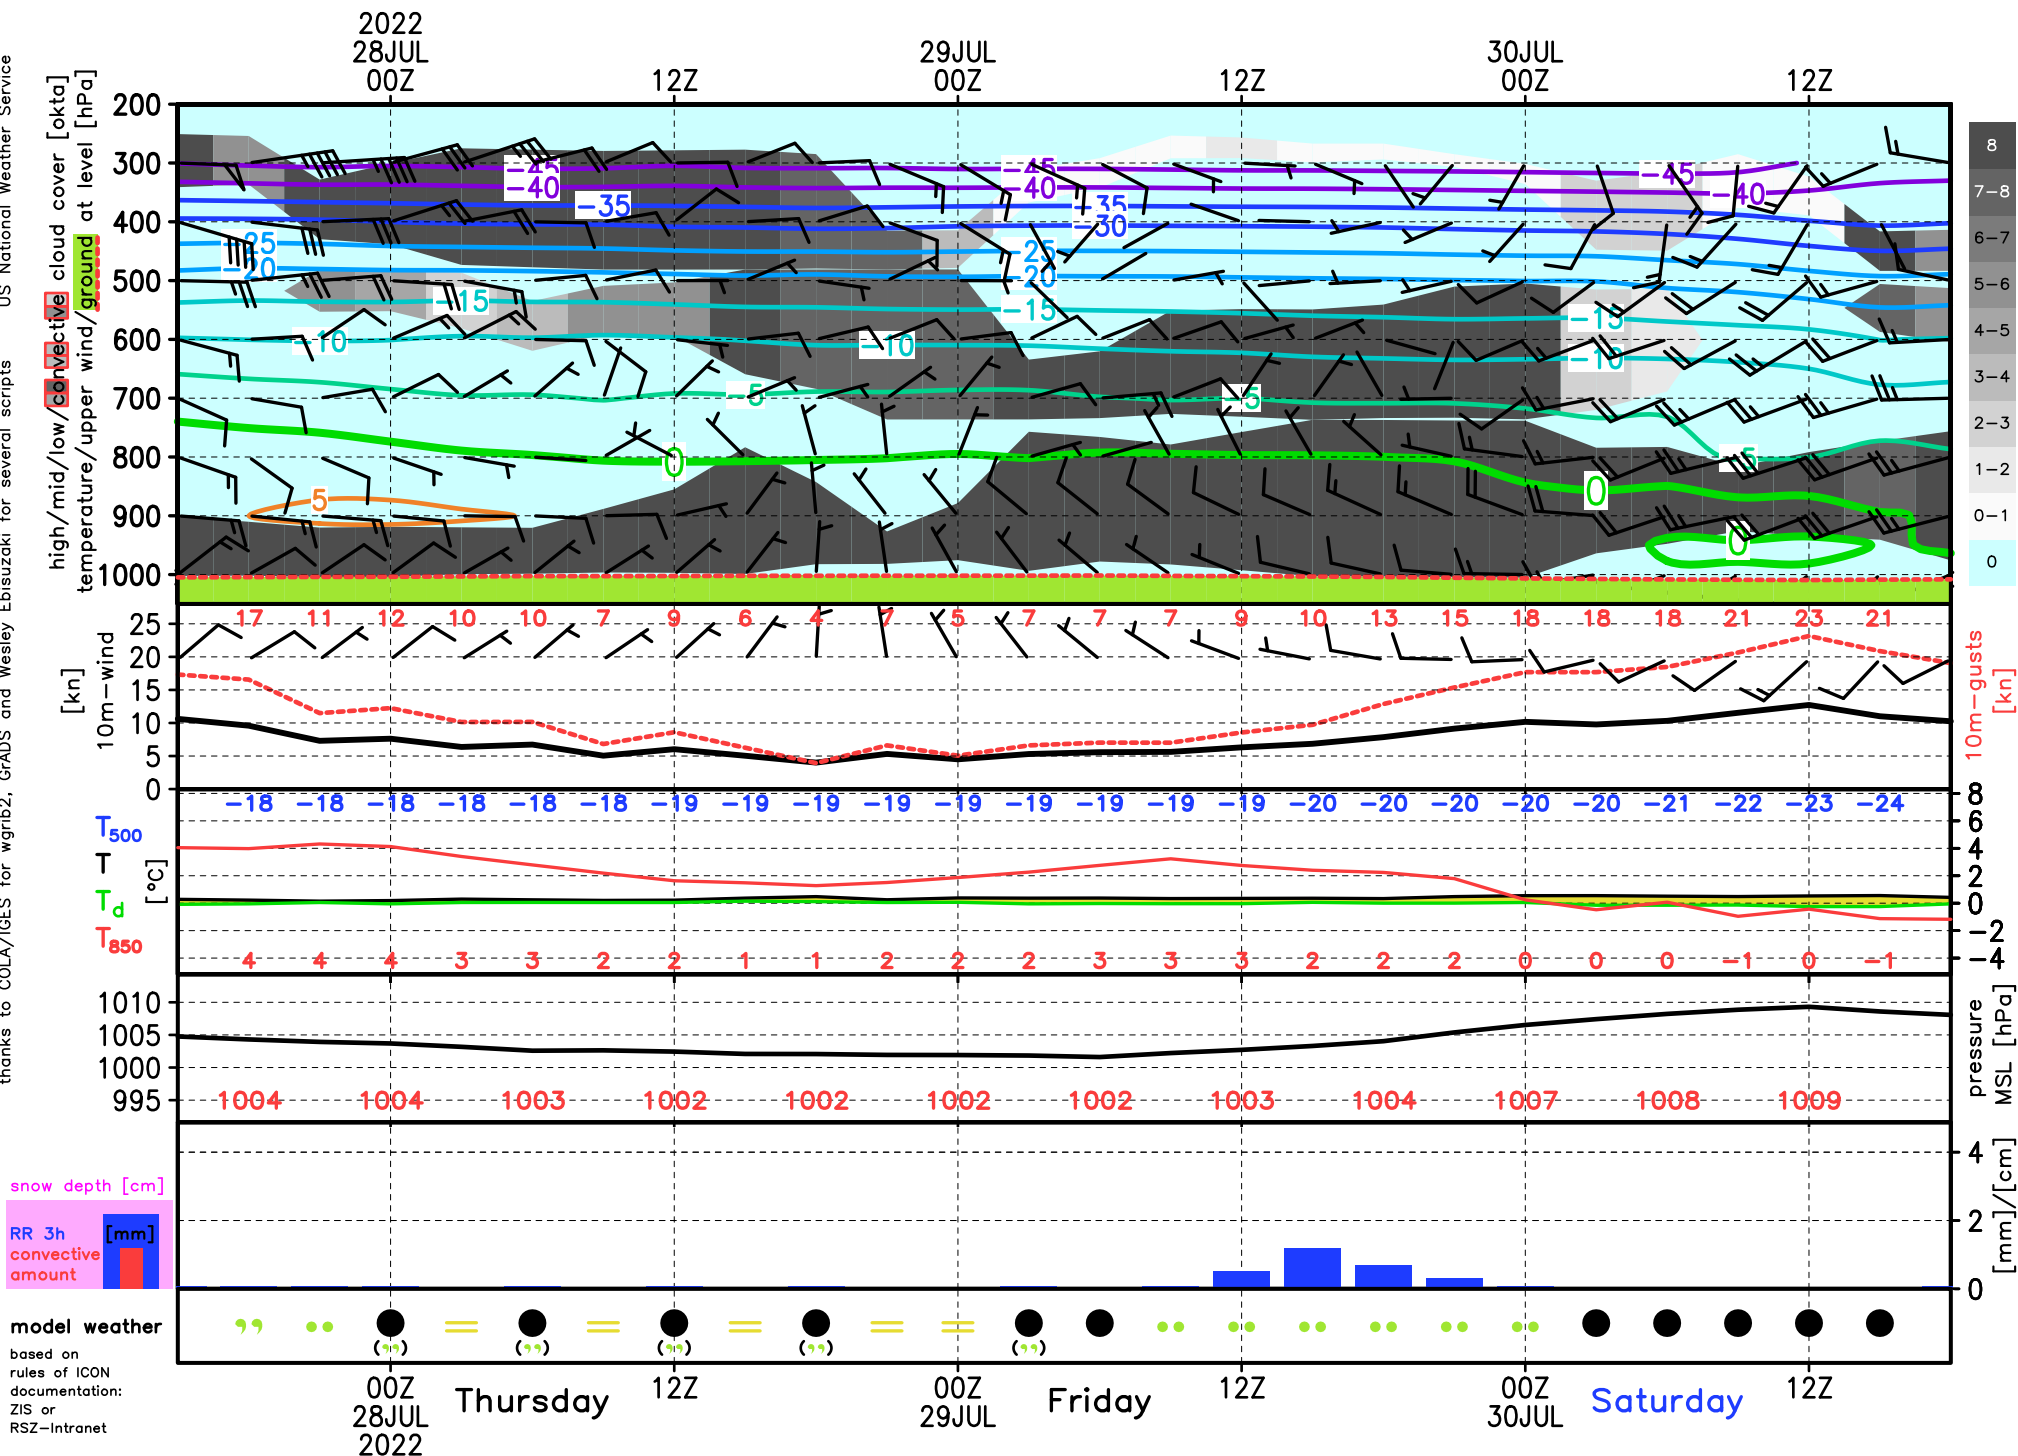 2022
28JUL 29JUL 30JUL
00Z 12Z 00Z 12Z 00Z 12Z
thanks to COLA/IGES for wgrib2, GrADS and Wesley Ebisuzaki for several scripts US National Weather Service
high/mid/low/convective cloud cover [okta]
temperature/upper wind/ground at level [hPa]
200
300
400
500
600
700
800
900
1000
-45 -45 -45
-40 -40 -40
-35 -35
-30
-25 -25
-20 -20
-15 -15 -15
-10 -10 -10
-5 -5 -5
0 0
5
0
8
7-8
6-7
5-6
4-5
3-4
2-3
1-2
0-1
0
10m-wind
[kn]
25
20
15
10
5
0
17 11 12 10 10 7 9 6 4 7 5 7 7 7 9 10 13 15 18 18 18 21 23 21
10m-gusts
[kn]
-18 -18 -18 -18 -18 -18 -19 -19 -19 -19 -19 -19 -19 -19 -19 -20 -20 -20 -20 -20 -21 -22 -23 -24
T500
T
Td
T850
[°C]
8
6
4
2
0
-2
-4
4 4 4 3 3 2 2 1 1 2 2 2 3 3 3 2 2 2 0 0 0 -1 0 -1
1010
1005
1000
995
1004 1004 1003 1002 1002 1002 1002 1003 1004 1007 1008 1009
pressure
MSL [hPa]
snow depth [cm]
RR 3h [mm]
convective
amount
4
2
0
[mm]/[cm]
model weather
based on
rules of ICON
documentation:
ZIS or
RSZ-Intranet
00Z 12Z 00Z 12Z 00Z 12Z
Thursday Friday Saturday
28JUL 29JUL 30JUL
2022